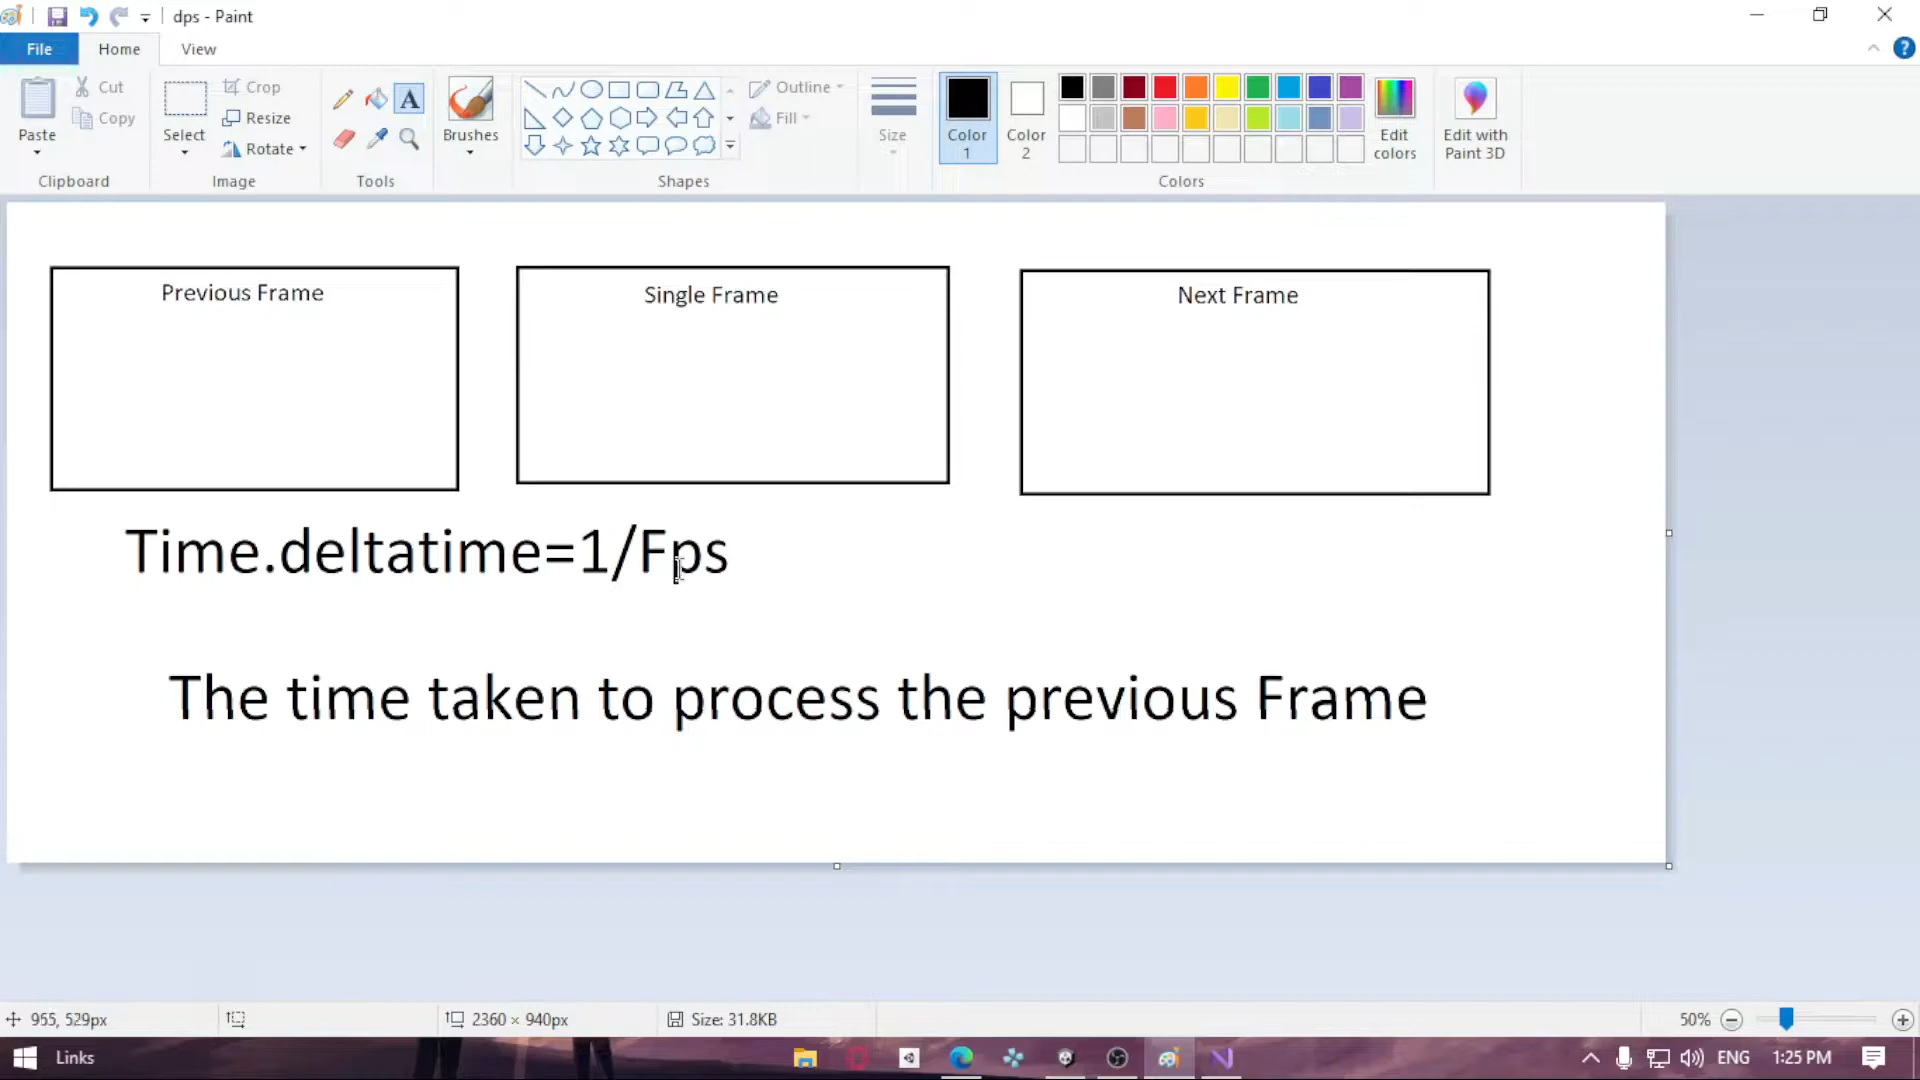 dps - Paint
File
Home
View
Paste
Cut
Copy
Clipboard
Select
Crop
Resize
Rotate
Image
A
Tools
Brushes
Shapes
Outline
Fill
Size
Color
1
Color
2
Colors
Edit
colors
Edit with
Paint 3D
?
Previous Frame
Single Frame
Next Frame
Time.deltatime=1/Fps
The time taken to process the previous Frame
955, 529px
2360 × 940px
Size: 31.8KB
50%
Links
ENG
1:25 PM